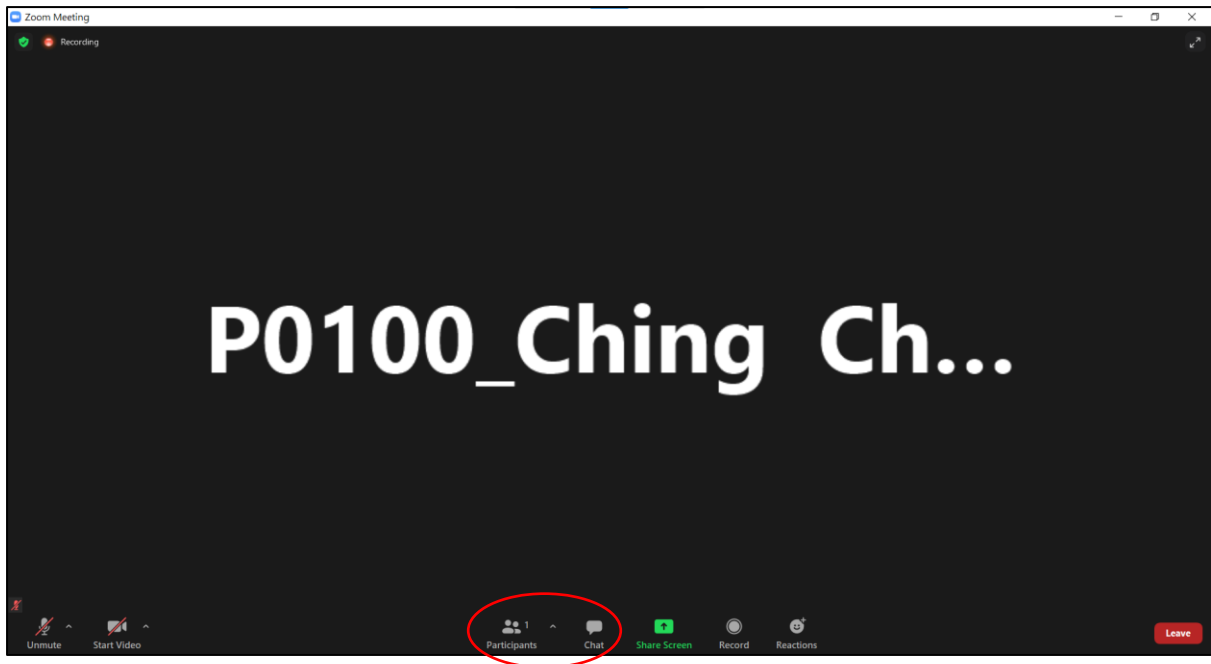 Zoom Meeting
Recording
P0100_Ching Ch...
1
Unmute Start Video Participants Chat Share Screen Record Reactions Leave